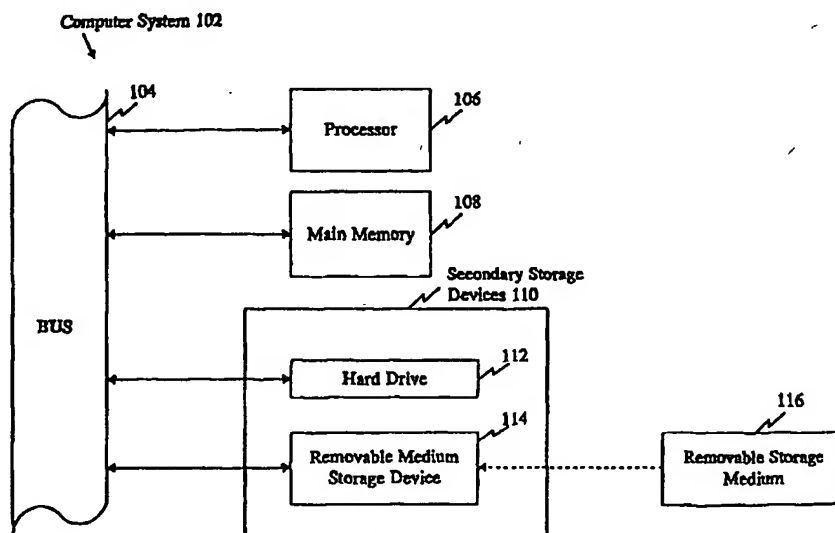 Computer System 102
104
106
Processor
108
Main Memory
Secondary Storage
Devices 110
BUS
112
Hard Drive
114
116
Removable Medium
Storage Device
Removable Storage
Medium